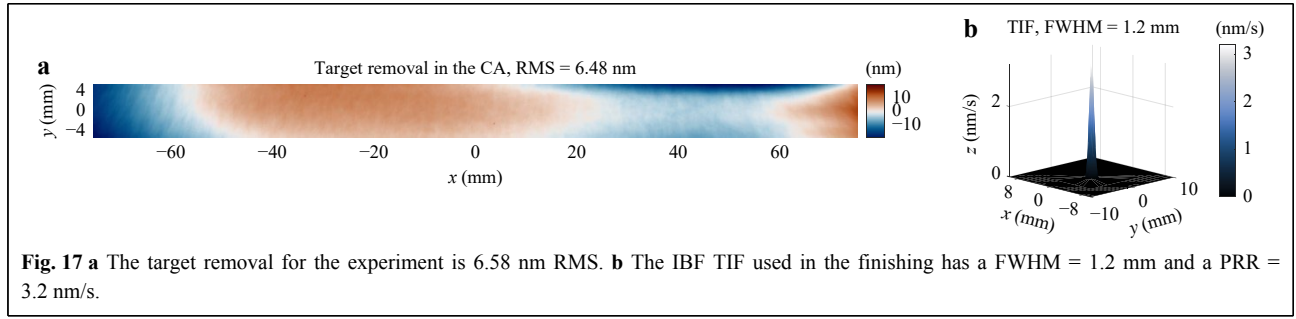 a
Target removal in the CA, RMS = 6.48 nm
(nm)
4
0
−4
y (mm)
10
0
−10
−60 −40 −20 0 20 40 60
x (mm)
b
TIF, FWHM = 1.2 mm
(nm/s)
z (nm/s)
2
0
8 0 −8
x (mm)
−10 0 10
y (mm)
3
2
1
0
Fig. 17 a The target removal for the experiment is 6.58 nm RMS. b The IBF TIF used in the finishing has a FWHM = 1.2 mm and a PRR =
3.2 nm/s.